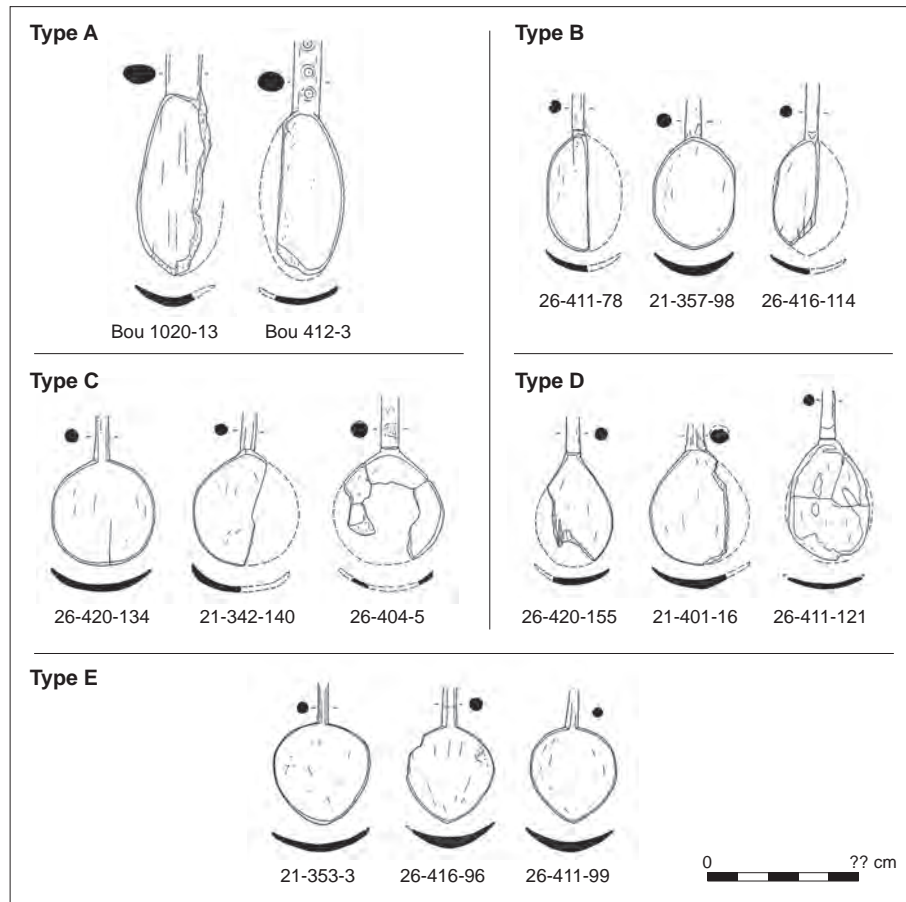 Type A
Bou 1020-13 Bou 412-3
Type B
26-411-78 21-357-98 26-416-114
Type C
26-420-134 21-342-140 26-404-5
Type D
26-420-155 21-401-16 26-411-121
Type E
21-353-3 26-416-96 26-411-99
0 ?? cm